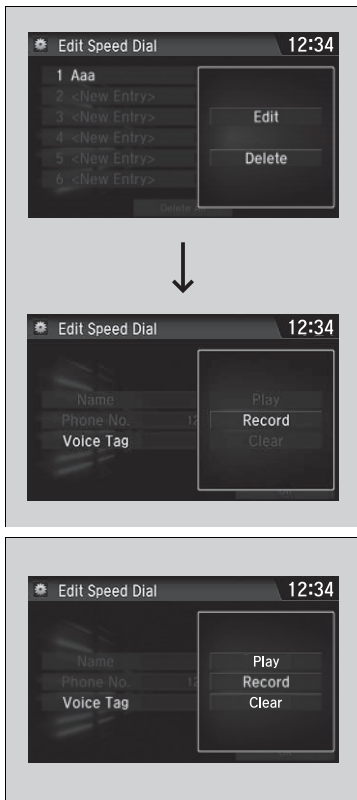 Edit Speed Dial 12:34
1 Aaa
2 <New Entry>
3 <New Entry>
4 <New Entry>
5 <New Entry>
6 <New Entry>
Edit
Delete
Edit Speed Dial 12:34
Name
Phone No. 12
Voice Tag
Play
Record
Clear
Edit Speed Dial 12:34
Name
Phone No. 12
Voice Tag
Play
Record
Clear